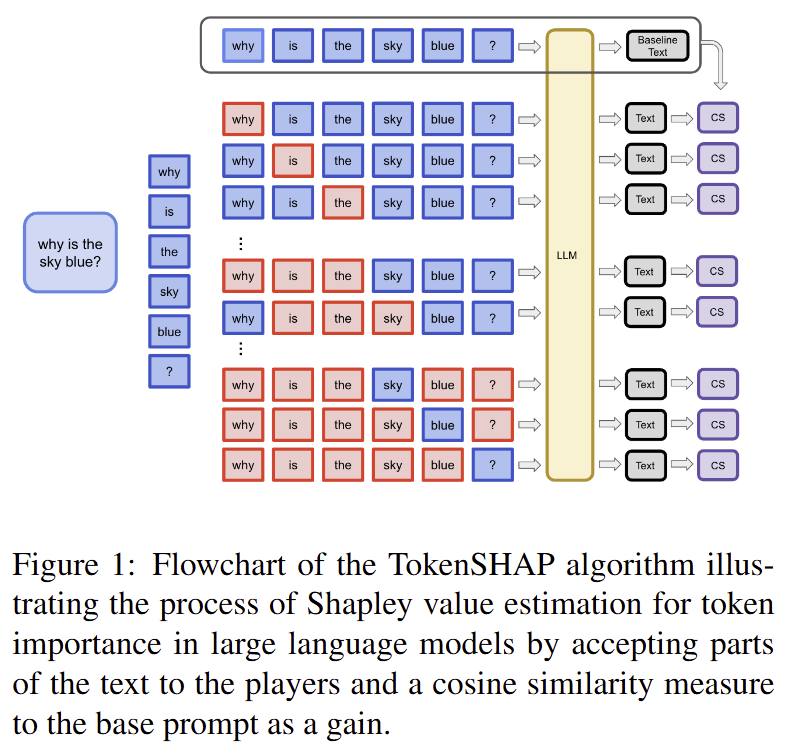 why is the sky blue ? LLM Baseline
Text
why is the sky blue ? Text CS
why is the sky blue ? Text CS
why is the sky blue ? Text CS
⋮
why is the sky blue ? Text CS
why is the sky blue ? Text CS
⋮
why is the sky blue ? Text CS
why is the sky blue ? Text CS
why is the sky blue ? Text CS
why
is
the
sky
blue
?
why is the
sky blue?
Figure 1: Flowchart of the TokenSHAP algorithm illus-
trating the process of Shapley value estimation for token
importance in large language models by accepting parts
of the text to the players and a cosine similarity measure
to the base prompt as a gain.